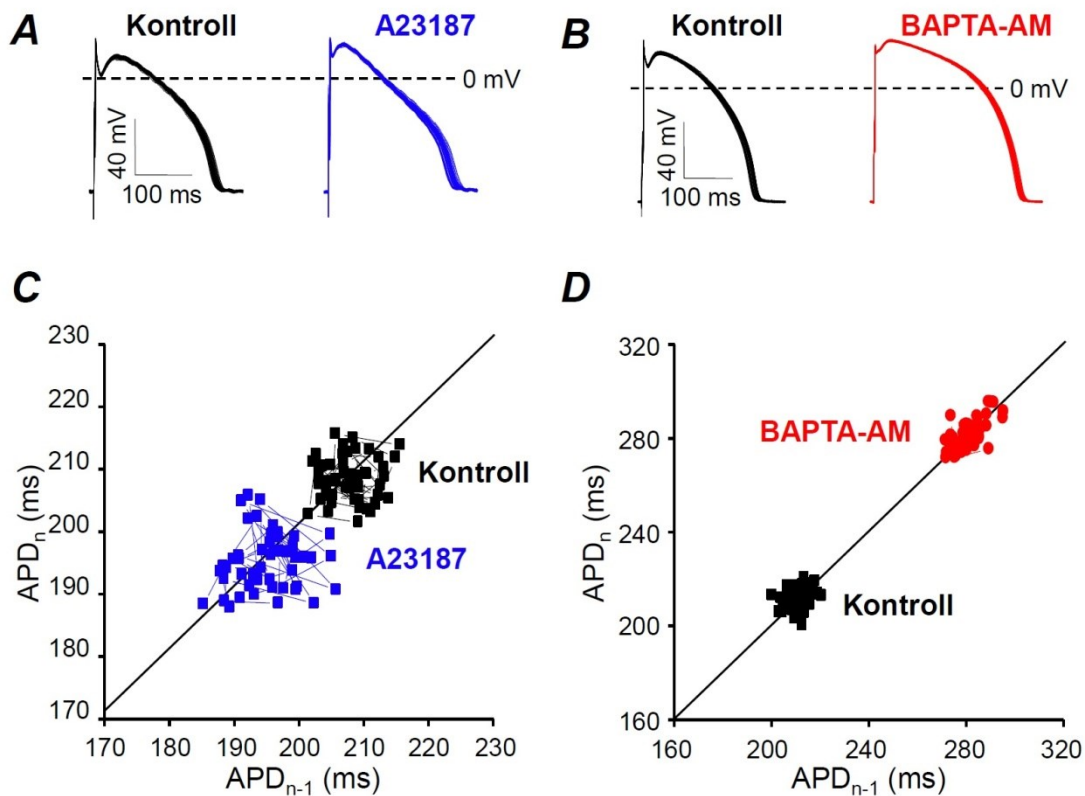 A
Kontroll
A23187
0 mV
40 mV
100 ms
B
Kontroll
BAPTA-AM
0 mV
40 mV
100 ms
C
230
220
210
200
190
180
170
APDn (ms)
Kontroll
A23187
170 180 190 200 210 220 230
APDn-1 (ms)
D
320
280
240
200
160
APDn (ms)
BAPTA-AM
Kontroll
160 200 240 280 320
APDn-1 (ms)